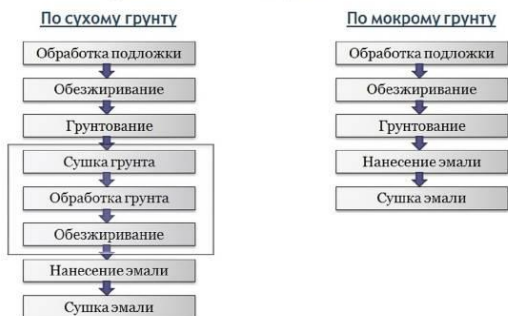 По сухому грунту
Обработка подложки
Обезжиривание
Грунтование
Сушка грунта
Обработка грунта
Обезжиривание
Нанесение эмали
Сушка эмали
По мокрому грунту
Обработка подложки
Обезжиривание
Грунтование
Нанесение эмали
Сушка эмали